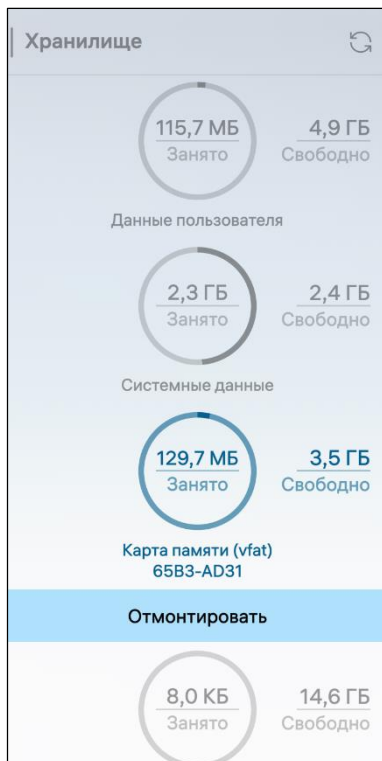 Хранилище
115,7 МБ 4,9 ГБ
Занято Свободно
Данные пользователя
2,3 ГБ 2,4 ГБ
Занято Свободно
Системные данные
129,7 МБ 3,5 ГБ
Занято Свободно
Карта памяти (vfat)
65B3-AD31
Отмонтировать
8,0 КБ 14,6 ГБ
Занято Свободно